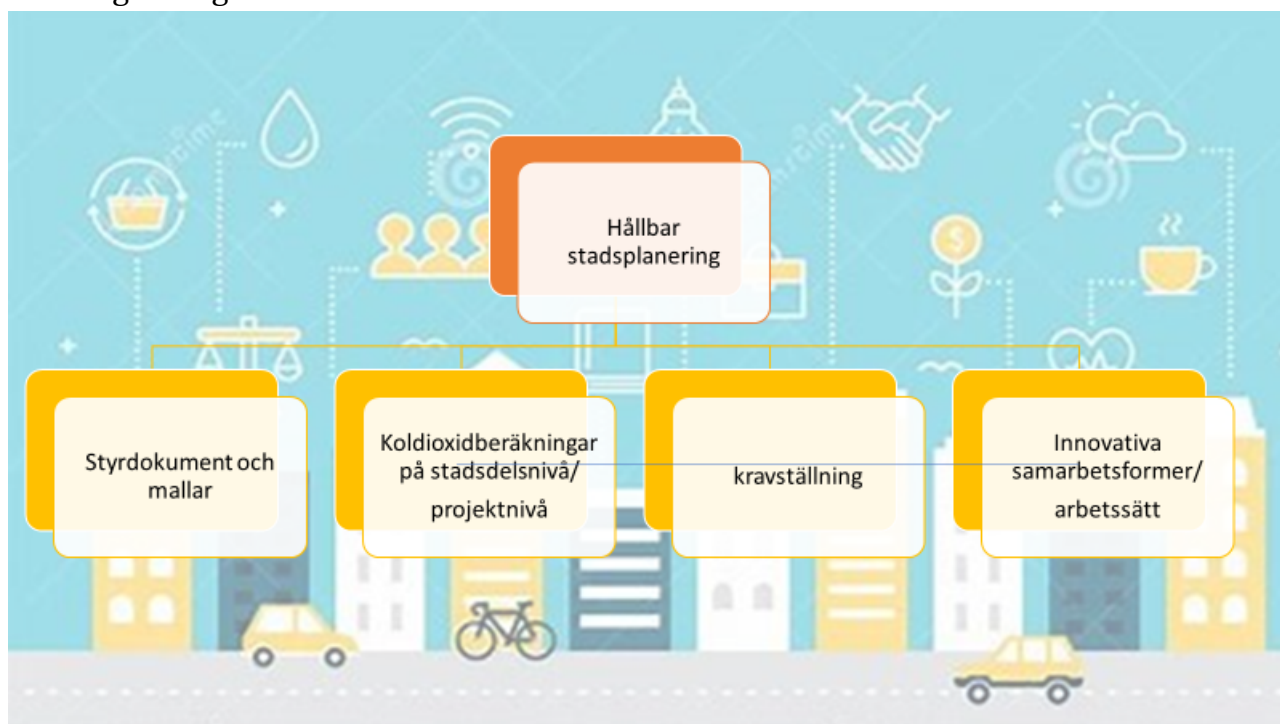 Hållbar
stadsplanering
Styrdokument och
mallar
Koldioxidberäkningar
på stadsdelsnivå/
projektnivå
kravställning
Innovativa
samarbetsformer/
arbetssätt